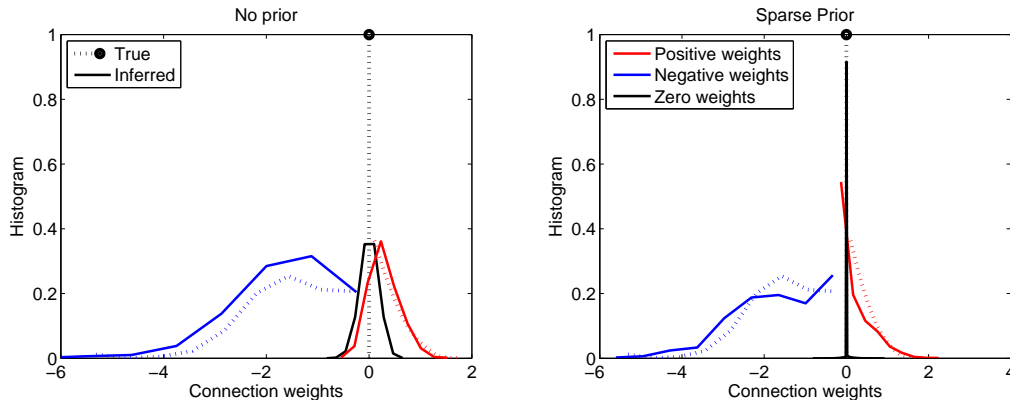 No prior
1
0.8
0.6
0.4
0.2
0
Histogram
−6
−4
−2
0
2
Connection weights
True
Inferred
Sparse Prior
1
0.8
0.6
0.4
0.2
0
Histogram
−6
−4
−2
0
2
4
Connection weights
Positive weights
Negative weights
Zero weights